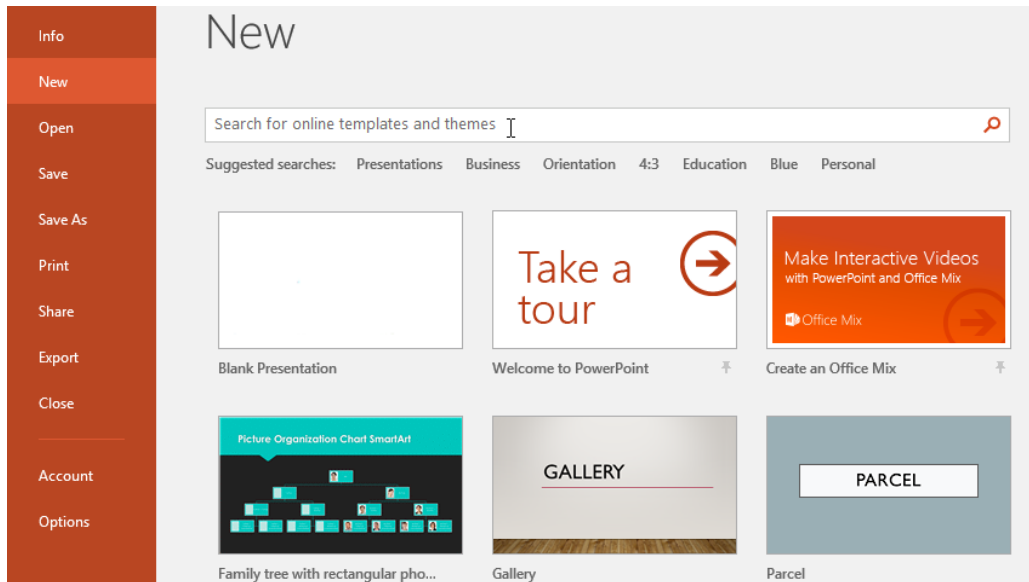 Info
New
Open
Save
Save As
Print
Share
Export
Close
Account
Options
New
Search for online templates and themes
Suggested searches: Presentations Business Orientation 4:3 Education Blue Personal
Take a
tour
Make Interactive Videos
with PowerPoint and Office Mix
Office Mix
Blank Presentation
Welcome to PowerPoint
Create an Office Mix
Picture Organization Chart SmartArt
GALLERY
PARCEL
Family tree with rectangular pho...
Gallery
Parcel